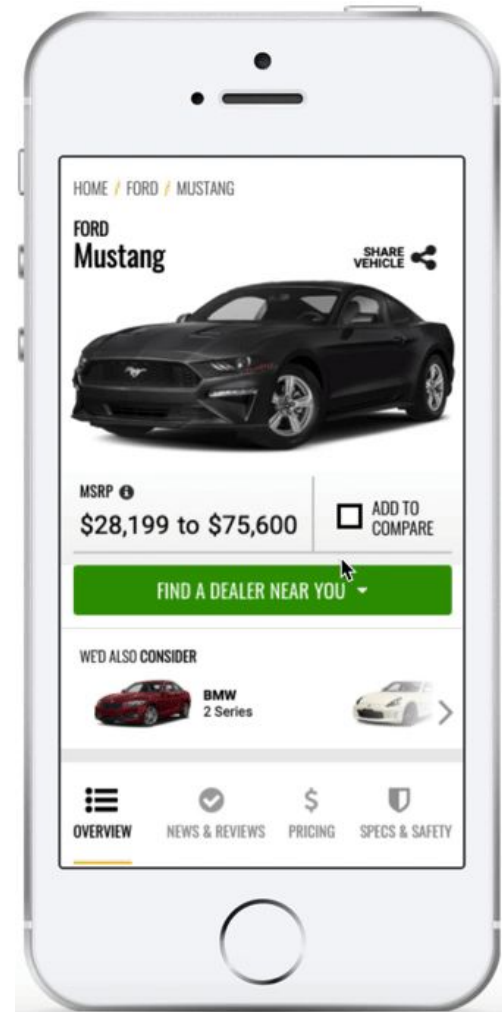 HOME / FORD / MUSTANG
FORD
Mustang
SHARE
VEHICLE
MSRP
$28,199 to $75,600
ADD TO
COMPARE
FIND A DEALER NEAR YOU
WE'D ALSO CONSIDER
BMW
2 Series
OVERVIEW
NEWS & REVIEWS
PRICING
SPECS & SAFETY